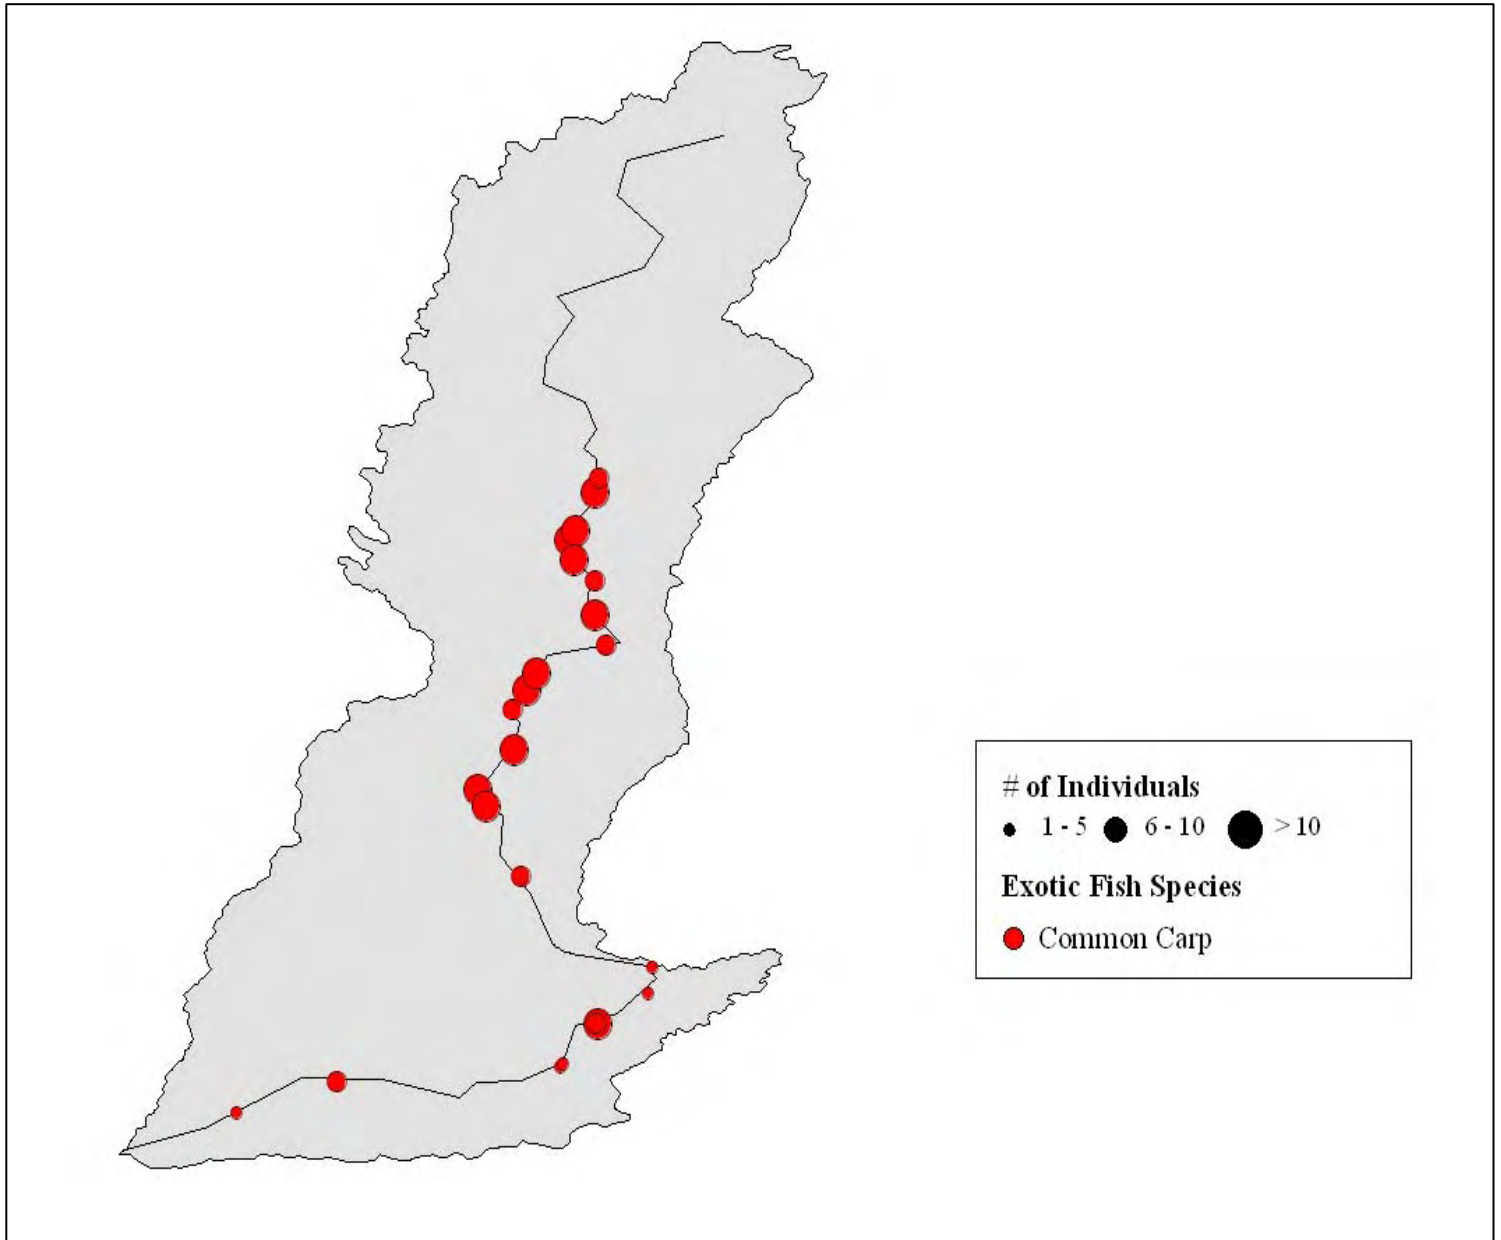 # of Individuals
1 - 5 6 - 10 > 10
Exotic Fish Species
Common Carp